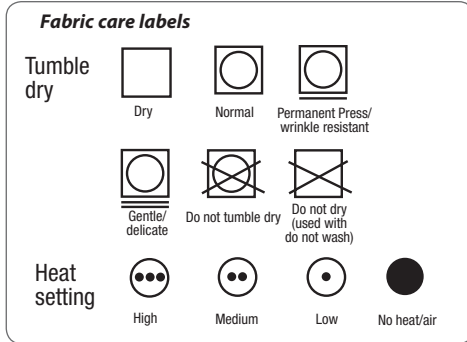 Fabric care labels
Tumble
dry
Dry
Normal
Permanent Press/
wrinkle resistant
Gentle/
delicate
Do not tumble dry
Do not dry
(used with
do not wash)
Heat
setting
High
Medium
Low
No heat/air